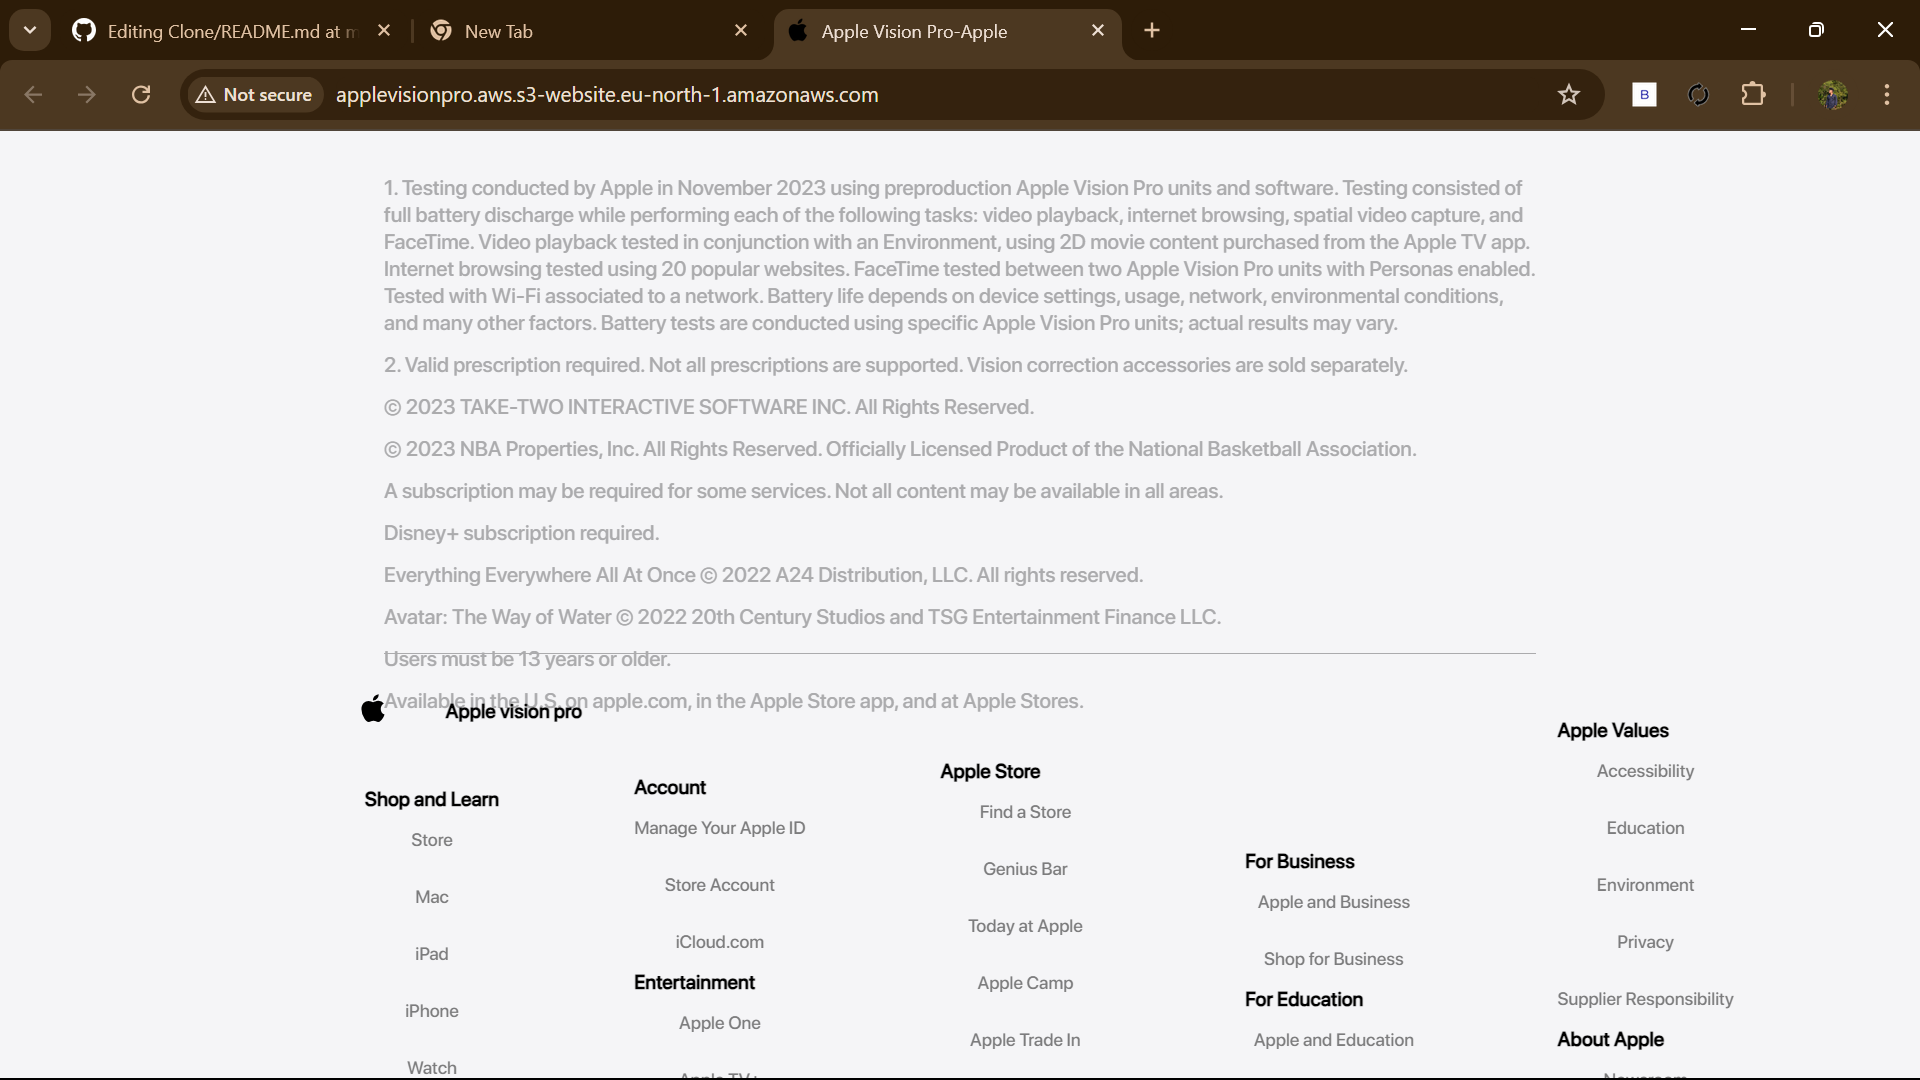 Editing Clone/README.md at m
New Tab
Apple Vision Pro-Apple
Not secure
applevisionpro.aws.s3-website.eu-north-1.amazonaws.com
B
1. Testing conducted by Apple in November 2023 using preproduction Apple Vision Pro units and software. Testing consisted of
full battery discharge while performing each of the following tasks: video playback, internet browsing, spatial video capture, and
FaceTime. Video playback tested in conjunction with an Environment, using 2D movie content purchased from the Apple TV app.
Internet browsing tested using 20 popular websites. FaceTime tested between two Apple Vision Pro units with Personas enabled.
Tested with Wi-Fi associated to a network. Battery life depends on device settings, usage, network, environmental conditions,
and many other factors. Battery tests are conducted using specific Apple Vision Pro units; actual results may vary.
2. Valid prescription required. Not all prescriptions are supported. Vision correction accessories are sold separately.
© 2023 TAKE-TWO INTERACTIVE SOFTWARE INC. All Rights Reserved.
© 2023 NBA Properties, Inc. All Rights Reserved. Officially Licensed Product of the National Basketball Association.
A subscription may be required for some services. Not all content may be available in all areas.
Disney+ subscription required.
Everything Everywhere All At Once © 2022 A24 Distribution, LLC. All rights reserved.
Avatar: The Way of Water © 2022 20th Century Studios and TSG Entertainment Finance LLC.
Users must be 13 years or older.
Available in the U.S. on apple.com, in the Apple Store app, and at Apple Stores.
Apple vision pro
Shop and Learn
Store
Mac
iPad
iPhone
Watch
Account
Manage Your Apple ID
Store Account
iCloud.com
Entertainment
Apple One
Apple TV+
Apple Store
Find a Store
Genius Bar
Today at Apple
Apple Camp
Apple Trade In
For Business
Apple and Business
Shop for Business
For Education
Apple and Education
Apple Values
Accessibility
Education
Environment
Privacy
Supplier Responsibility
About Apple
Newsroom